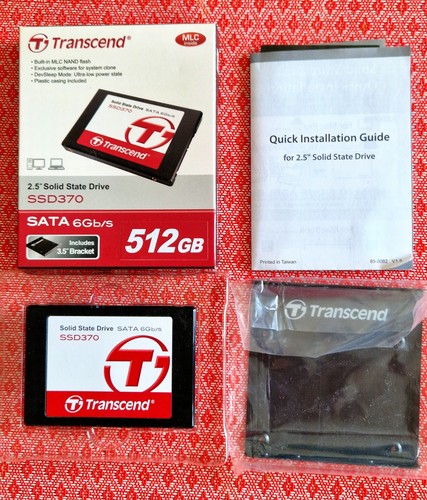 Transcend®
MLC
inside
• Built-in MLC NAND flash
• Exclusive software for system clone
• DevSleep Mode: Ultra-low power state
• Plastic casing included
Solid State Drive SATA 6Gb/s
SSD370
Transcend
2.5" Solid State Drive
SSD370
SATA 6Gb/s
Includes
3.5" Bracket
512GB
Quick Installation Guide
for 2.5" Solid State Drive
Printed in Taiwan
Solid State Drive SATA 6Gb/s
SSD370
Transcend®
Transcend